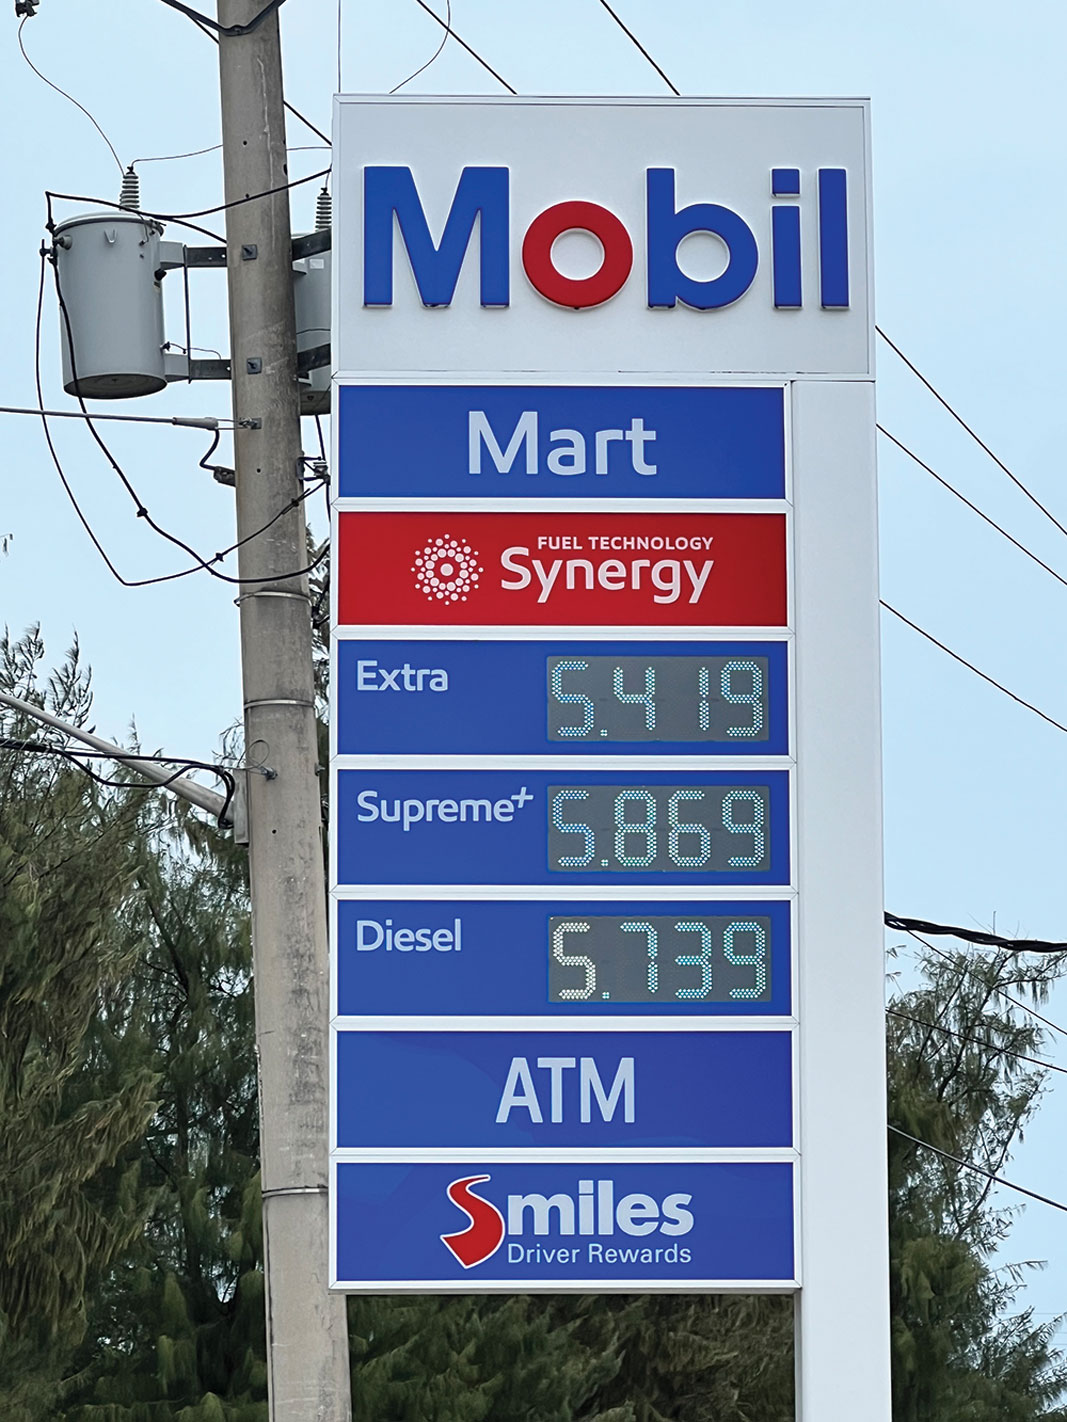 Mobil
Mart
FUEL TECHNOLOGY
Synergy
Extra 5.419
Supreme+ 5.869
Diesel 5.739
ATM
Smiles
Driver Rewards